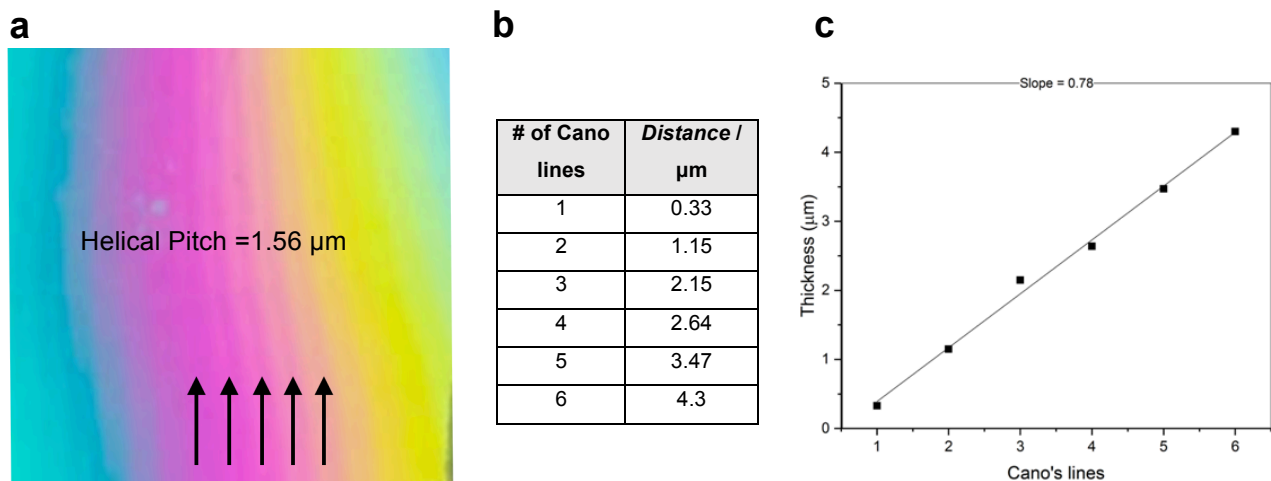 a
Helical Pitch =1.56 µm
b
# of Cano lines Distance / µm
1 0.33
2 1.15
3 2.15
4 2.64
5 3.47
6 4.3
c
Slope = 0.78
5
4
3
2
1
0
Thickness (µm)
1 2 3 4 5 6
Cano's lines